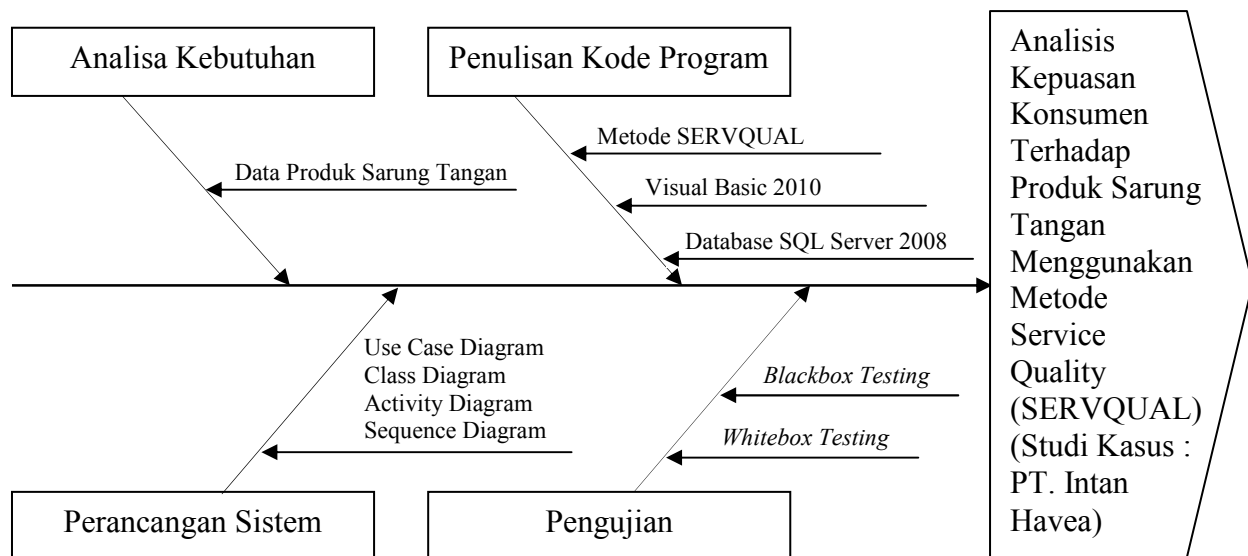 Analisa Kebutuhan
Penulisan Kode Program
Data Produk Sarung Tangan
Metode SERVQUAL
Visual Basic 2010
Database SQL Server 2008
Use Case Diagram
Class Diagram
Activity Diagram
Sequence Diagram
Blackbox Testing
Whitebox Testing
Perancangan Sistem
Pengujian
Analisis
Kepuasan
Konsumen
Terhadap
Produk Sarung
Tangan
Menggunakan
Metode
Service
Quality
(SERVQUAL)
(Studi Kasus :
PT. Intan
Havea)